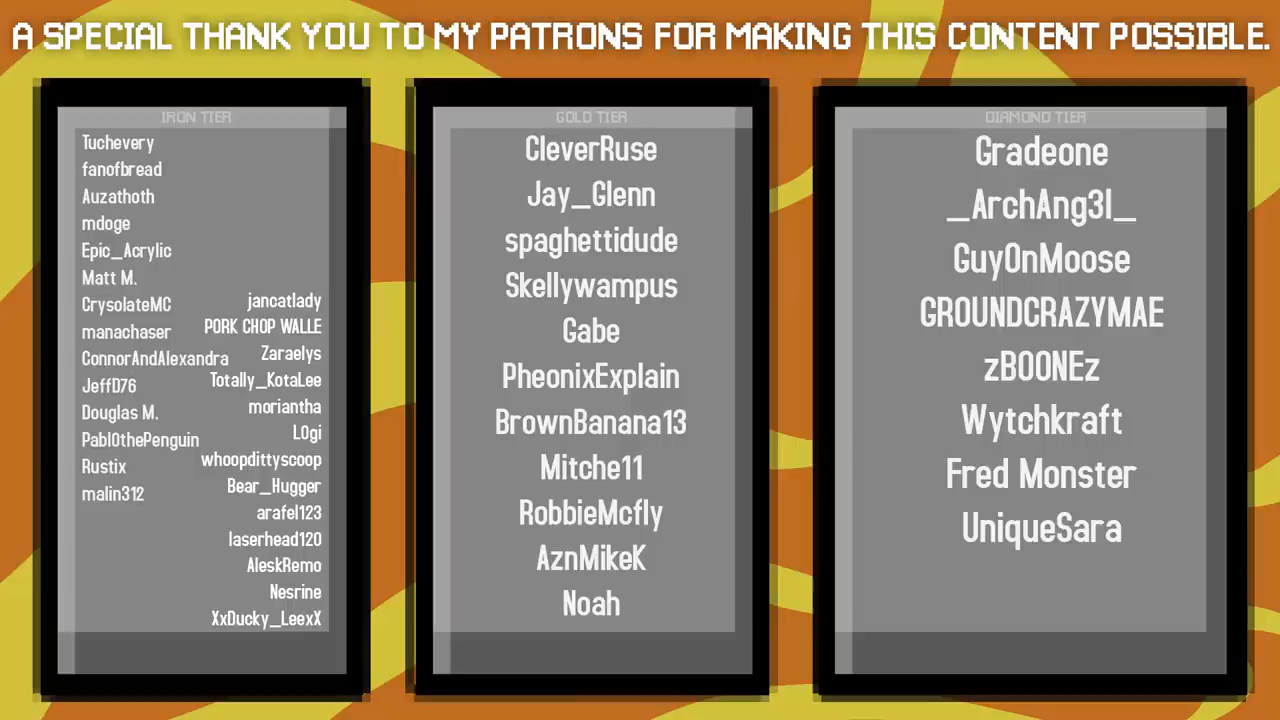 A SPECIAL THANK YOU TO MY PATRONS FOR MAKING THIS CONTENT POSSIBLE.
IRON TIER
Tuchevery
fanofbread
Auzathoth
mdoge
Epic_Acrylic
Matt M.
CrysolateMC
manachaser
ConnorAndAlexandra
JeffD76
Douglas M.
Pabl0thePenguin
Rustix
malin312
jancatlady
PORK CHOP WALLE
Zaraelys
Totally_KotaLee
moriantha
L0gi
whoopdittyscoop
Bear_Hugger
arafel123
laserhead120
AleskRemo
Nesrine
XxDucky_LeexX
GOLD TIER
CleverRuse
Jay_Glenn
spaghettidude
Skellywampus
Gabe
PheonixExplain
BrownBanana13
Mitche11
RobbieMcfly
AznMikeK
Noah
DIAMOND TIER
Gradeone
_ArchAng3l_
GuyOnMoose
GROUNDCRAZYMAE
zBOONEz
Wytchkraft
Fred Monster
UniqueSara